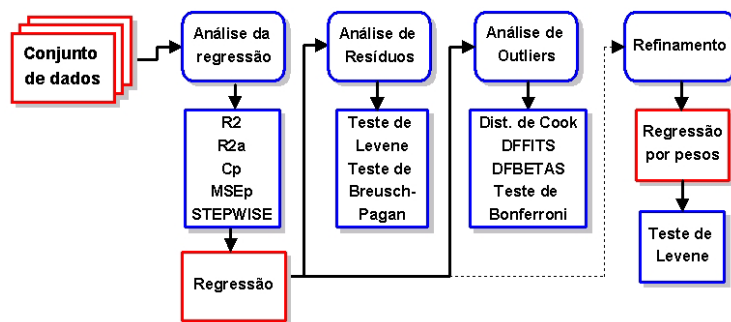 Conjunto
de dados
Análise da
regressão
R2
R2a
Cp
MSEp
STEPWISE
Regressão
Análise de
Resíduos
Teste de
Levene
Teste de
Breusch-
Pagan
Análise de
Outliers
Dist. de Cook
DFFITS
DFBETAS
Teste de
Bonferroni
Refinamento
Regressão
por pesos
Teste de
Levene